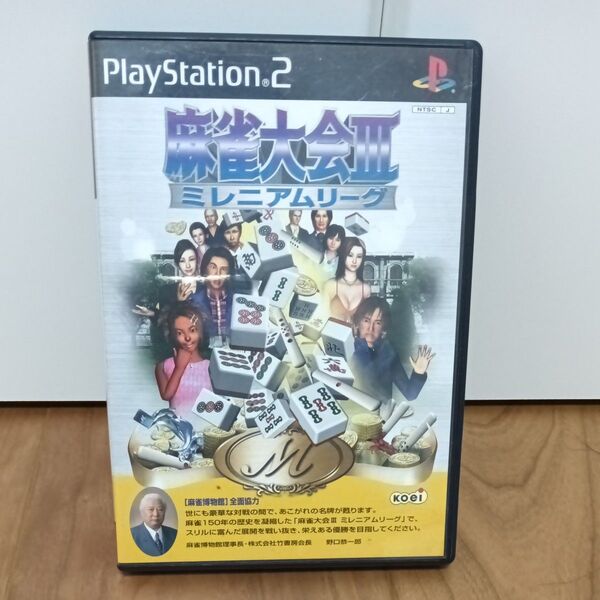 PlayStation®2
NTSC J
麻雀大会III
ミレニアムリーグ
M
[麻雀博物館]全面協力
世にも豪華な対戦の間で、あこがれの名牌が甦ります。
麻雀150年の歴史を凝縮した「麻雀大会III ミレニアムリーグ」で、
スリルに富んだ展開を戦い抜き、栄えある優勝を目指してください。
麻雀博物館理事長・株式会社竹書房会長 野口恭一郎
KOEI